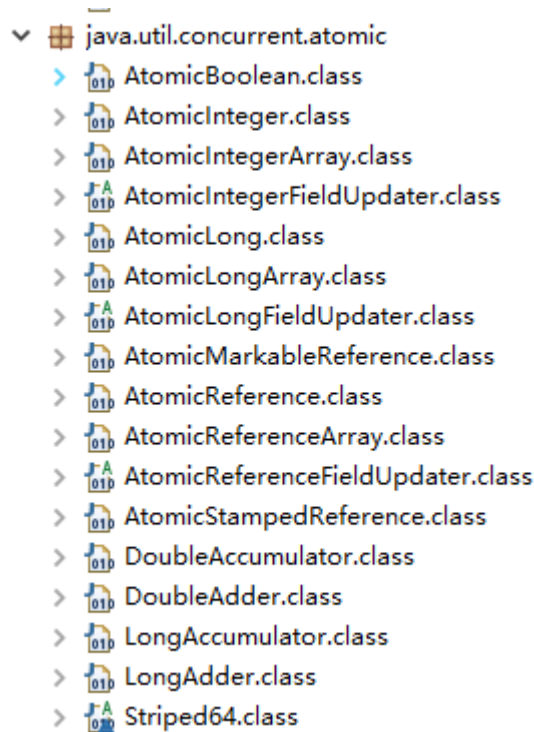 java.util.concurrent.atomic
AtomicBoolean.class
AtomicInteger.class
AtomicIntegerArray.class
AtomicIntegerFieldUpdater.class
AtomicLong.class
AtomicLongArray.class
AtomicLongFieldUpdater.class
AtomicMarkableReference.class
AtomicReference.class
AtomicReferenceArray.class
AtomicReferenceFieldUpdater.class
AtomicStampedReference.class
DoubleAccumulator.class
DoubleAdder.class
LongAccumulator.class
LongAdder.class
Striped64.class